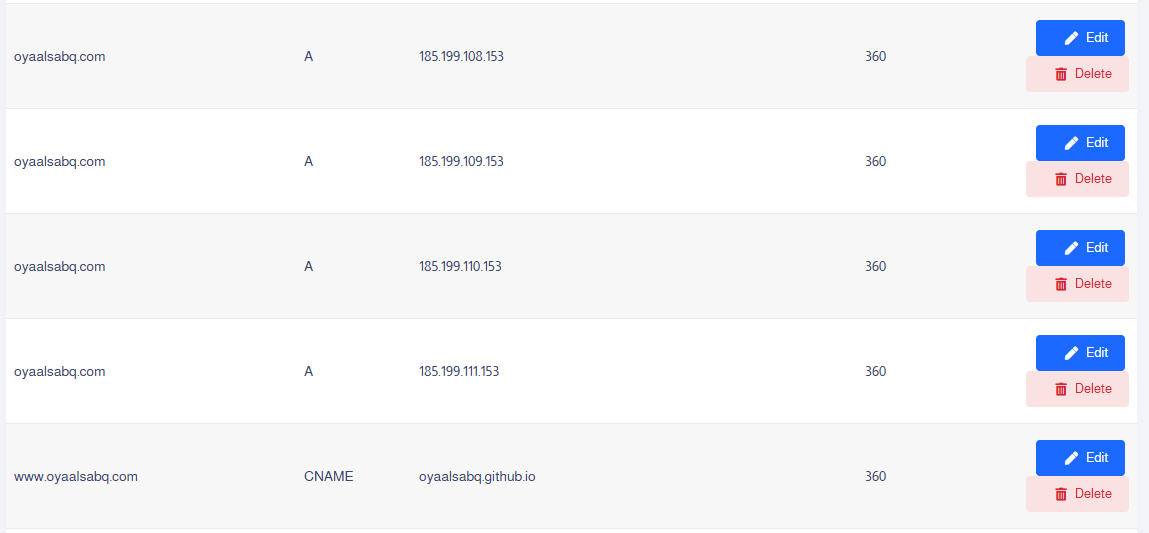 oyaalsabq.com A 185.199.108.153 360 Edit
Delete
oyaalsabq.com A 185.199.109.153 360 Edit
Delete
oyaalsabq.com A 185.199.110.153 360 Edit
Delete
oyaalsabq.com A 185.199.111.153 360 Edit
Delete
www.oyaalsabq.com CNAME oyaalsabq.github.io 360 Edit
Delete